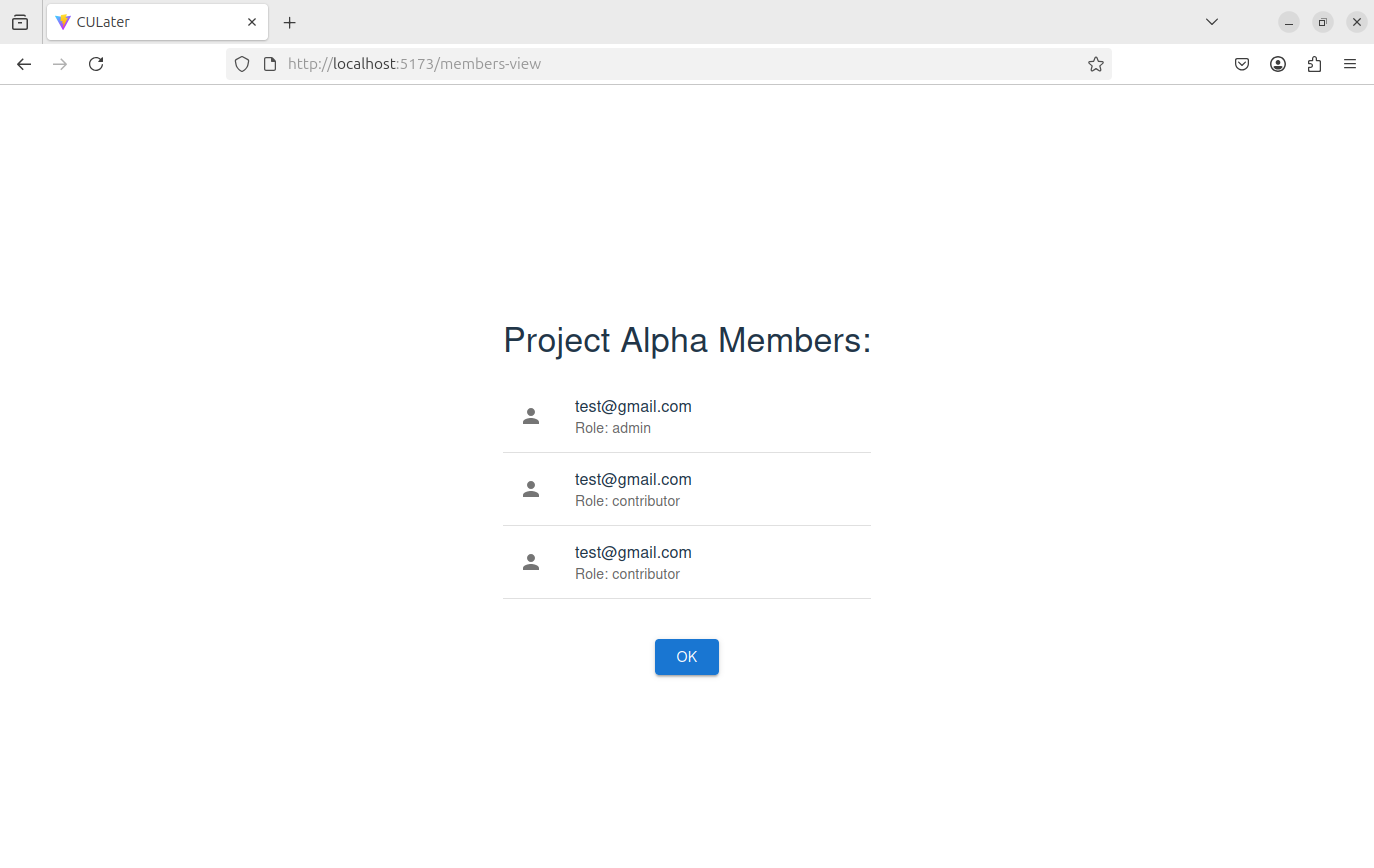 CULater
http://localhost:5173/members-view
Project Alpha Members:
test@gmail.com
Role: admin
test@gmail.com
Role: contributor
test@gmail.com
Role: contributor
OK